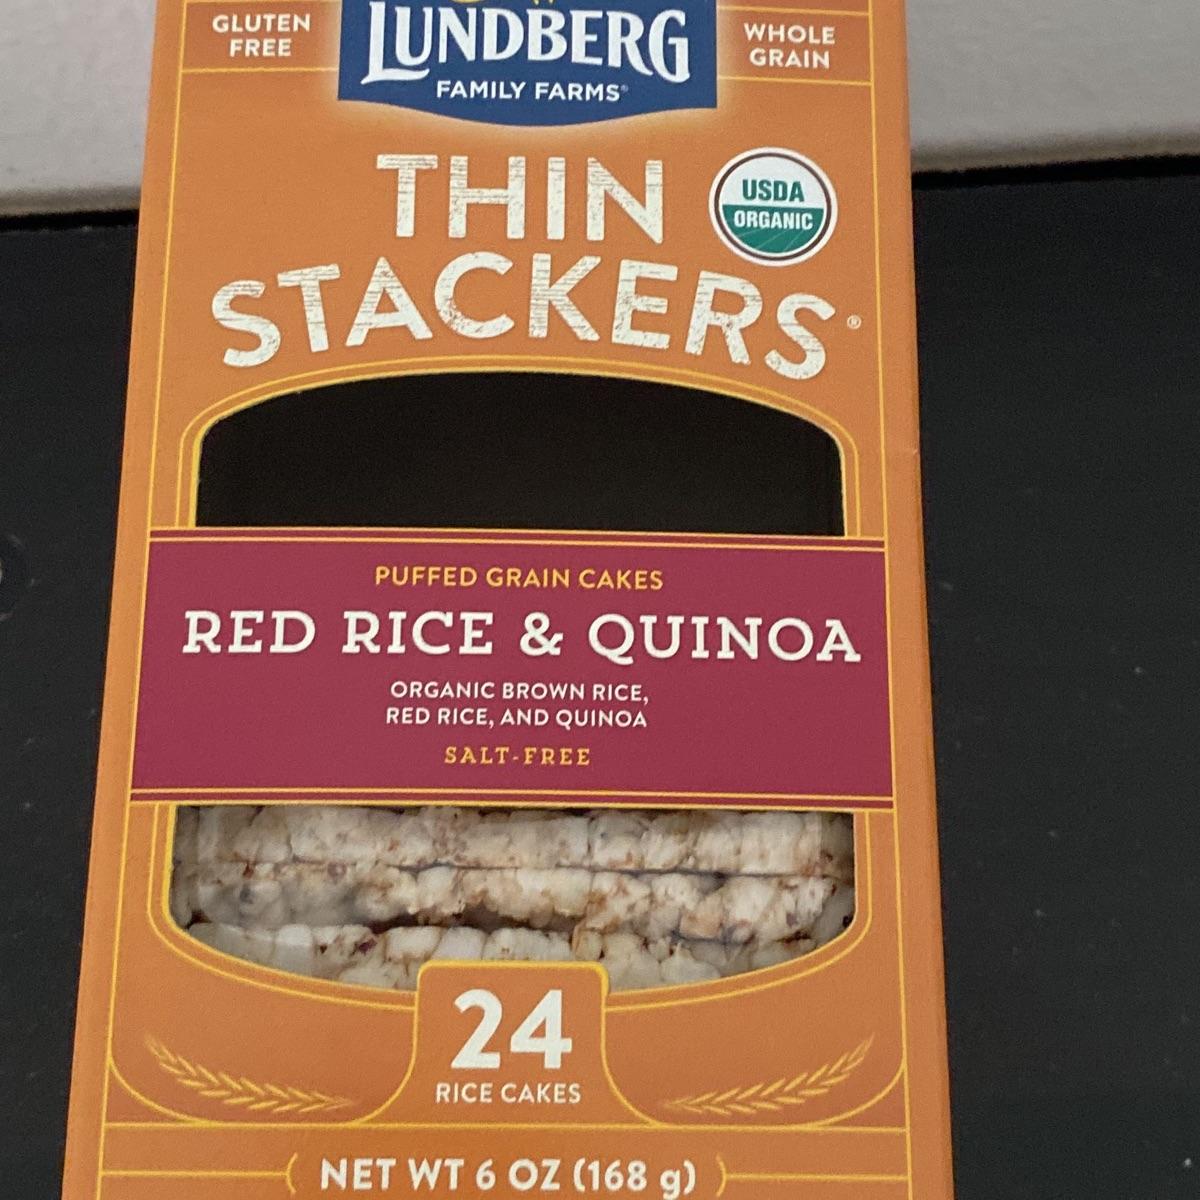 GLUTEN FREE
LUNDBERG
FAMILY FARMS®
WHOLE GRAIN
THIN
STACKERS®
USDA
ORGANIC
PUFFED GRAIN CAKES
RED RICE & QUINOA
ORGANIC BROWN RICE,
RED RICE, AND QUINOA
SALT-FREE
24
RICE CAKES
NET WT 6 OZ (168 g)